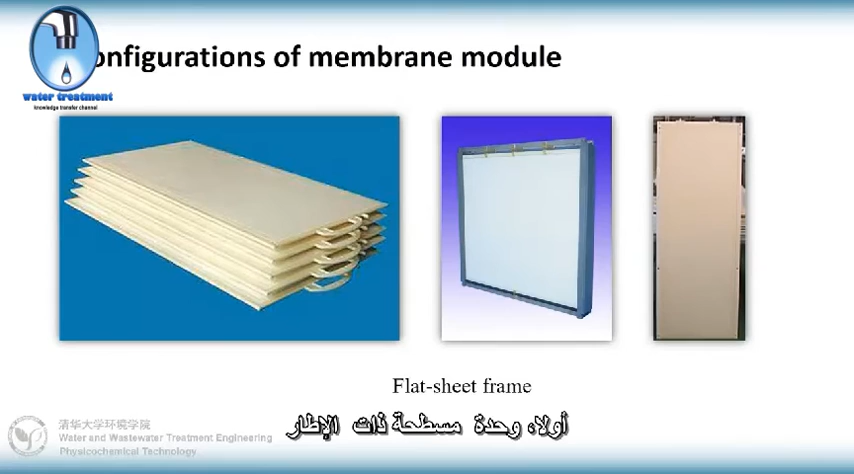 onfigurations of membrane module
water treatment
knowledge transfer channel
Flat-sheet frame
أولا، وحدة مسطحة ذات الإطار
清华大学环境学院
Water and Wastewater Treatment Engineering
Physicochemical Technology